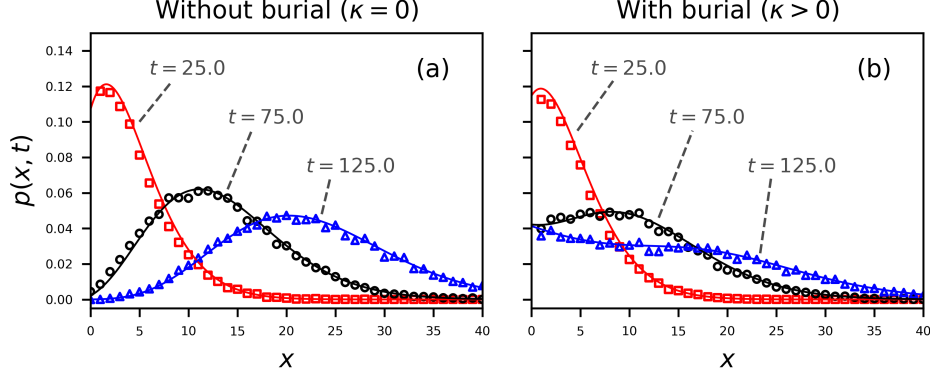 Without burial (κ = 0)
With burial (κ > 0)
p(x, t)
0.14
0.12
0.10
0.08
0.06
0.04
0.02
0.00
t = 25.0
t = 75.0
t = 125.0
(a)
0 5 10 15 20 25 30 35 40
x
t = 25.0
t = 75.0
t = 125.0
(b)
0 5 10 15 20 25 30 35 40
x